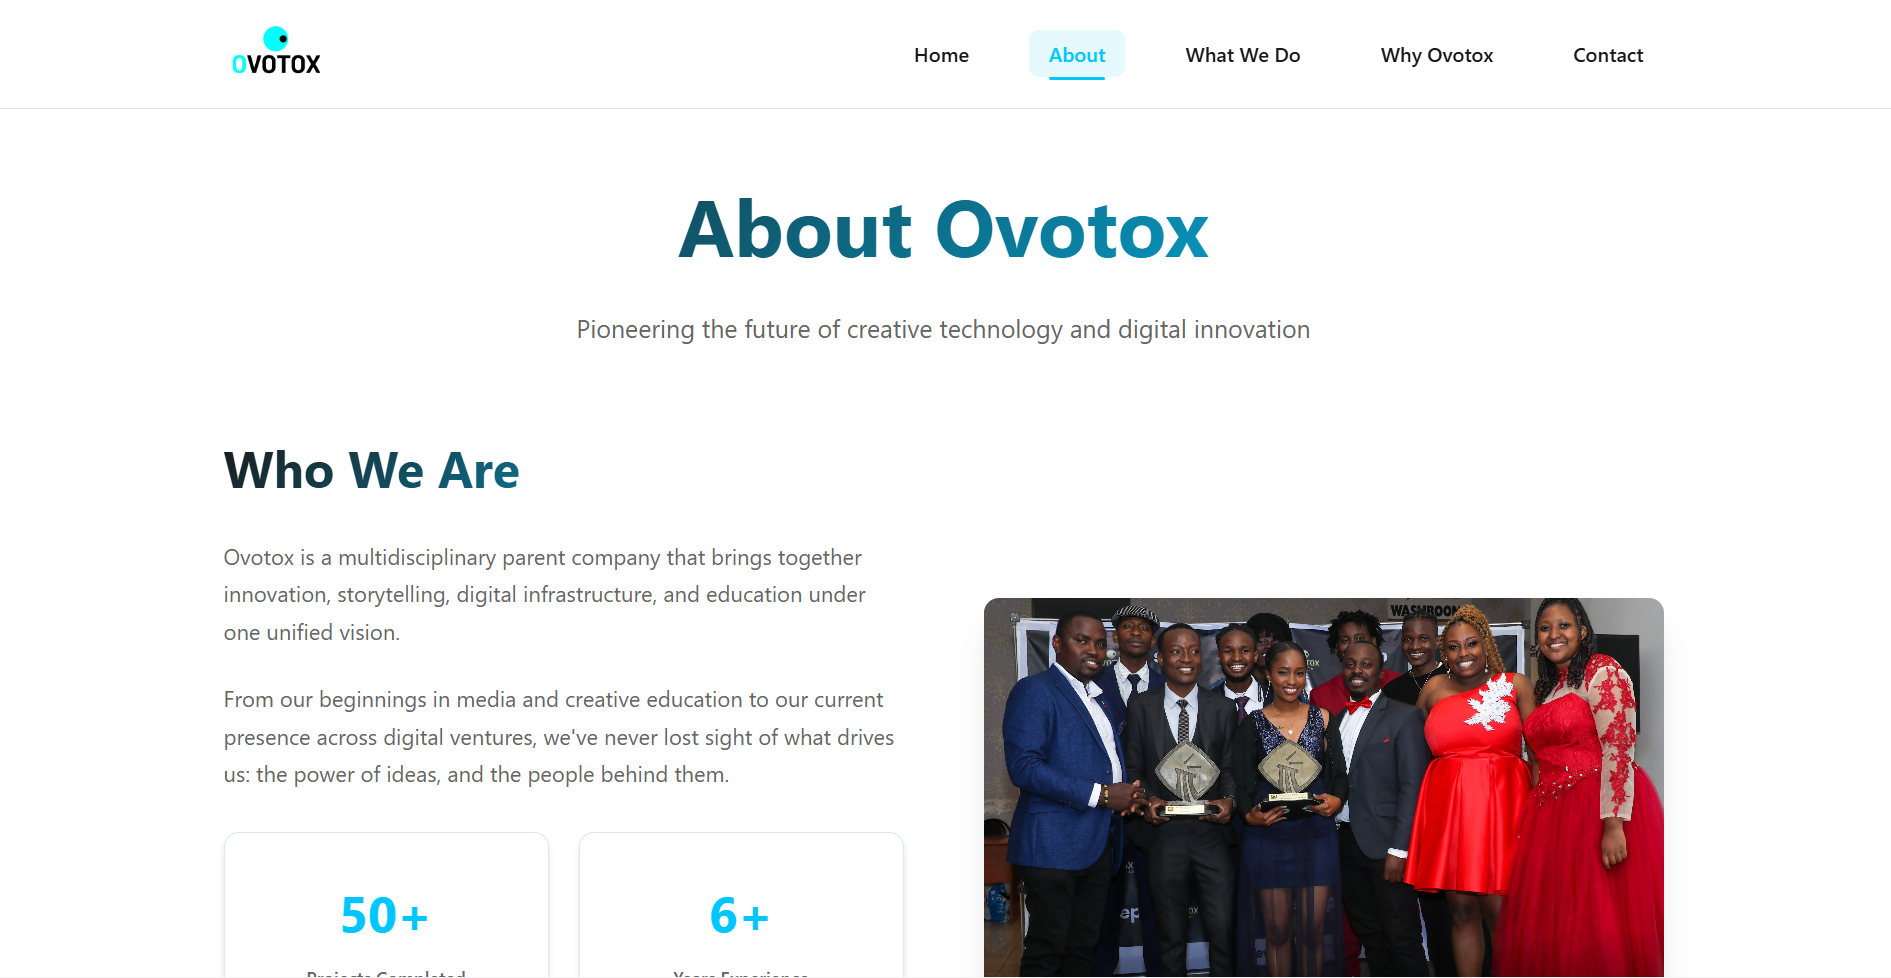 OVOTOX
Home
About
What We Do
Why Ovotox
Contact
About Ovotox
Pioneering the future of creative technology and digital innovation
Who We Are
Ovotox is a multidisciplinary parent company that brings together
innovation, storytelling, digital infrastructure, and education under
one unified vision.
From our beginnings in media and creative education to our current
presence across digital ventures, we've never lost sight of what drives
us: the power of ideas, and the people behind them.
50+
Projects Completed
6+
Years Experience
WASHROOM